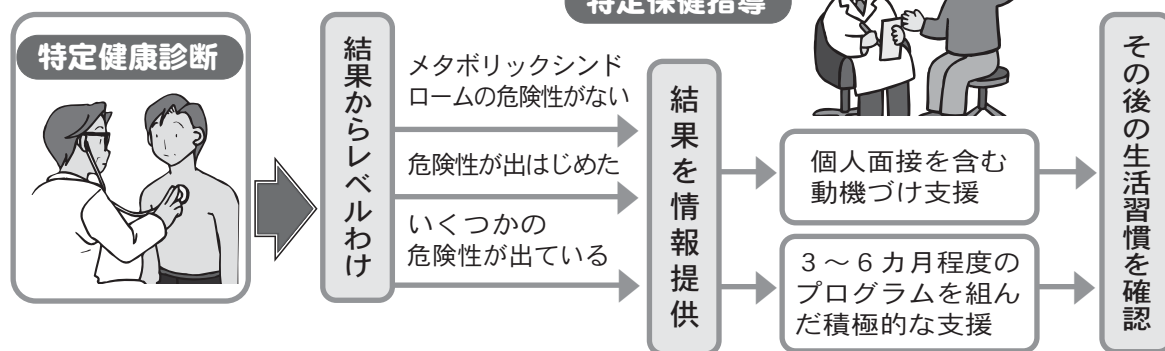 特定保健指導
特定健康診断
結果からレベルわけ
メタボリックシンド
ロームの危険性がない
危険性が出はじめた
いくつかの
危険性が出ている
結果を情報提供
個人面接を含む
動機づけ支援
3～6カ月程度の
プログラムを組ん
だ積極的な支援
その後の生活習慣を確認